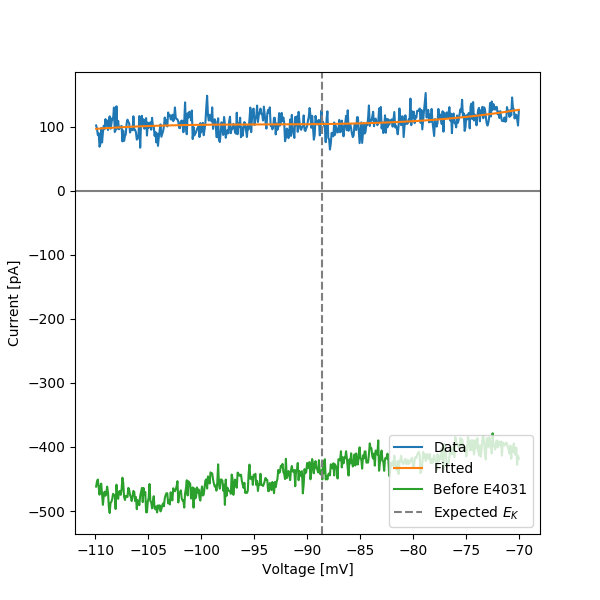 100
0
−100
−200
−300
−400
−500
Current [pA]
Data
Fitted
Before E4031
Expected E_K
−110
−105
−100
−95
−90
−85
−80
−75
−70
Voltage [mV]